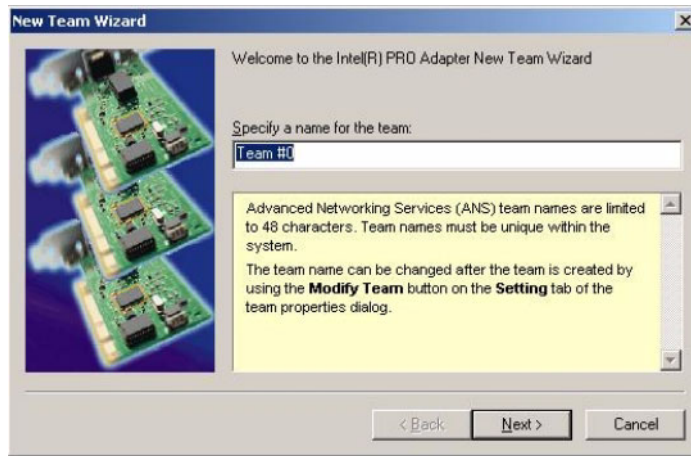 New Team Wizard
Welcome to the Intel(R) PRO Adapter New Team Wizard
Specify a name for the team:
Team #0
Advanced Networking Services (ANS) team names are limited
to 48 characters. Team names must be unique within the
system.
The team name can be changed after the team is created by
using the Modify Team button on the Setting tab of the
team properties dialog.
< Back
Next >
Cancel